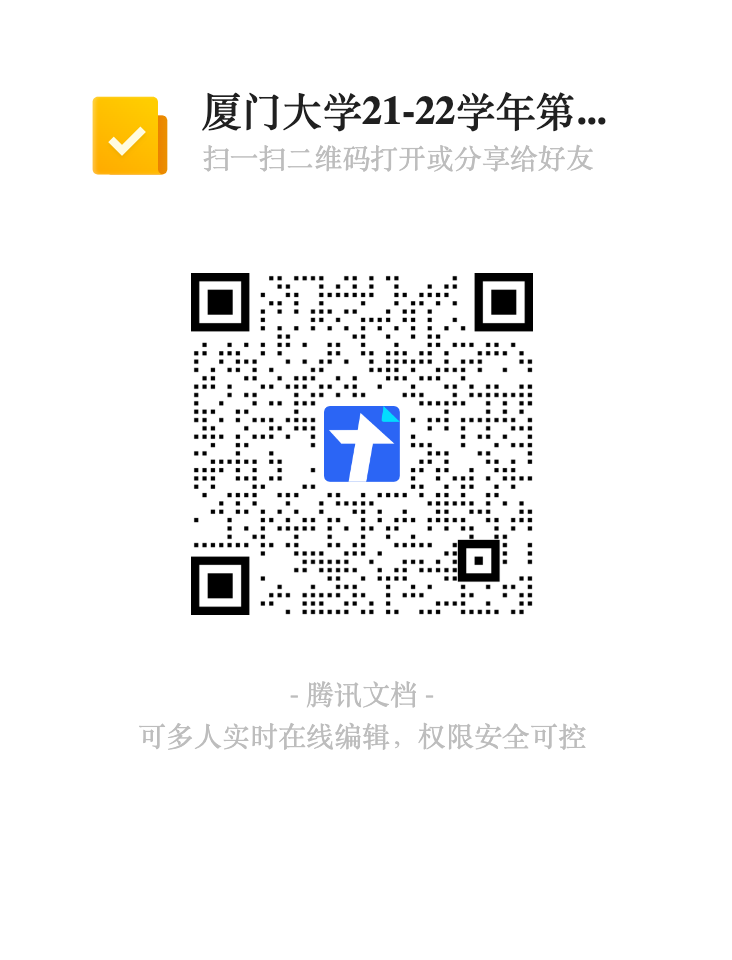 厦门大学21-22学年第...
扫一扫二维码打开或分享给好友
- 腾讯文档 -
可多人实时在线编辑，权限安全可控